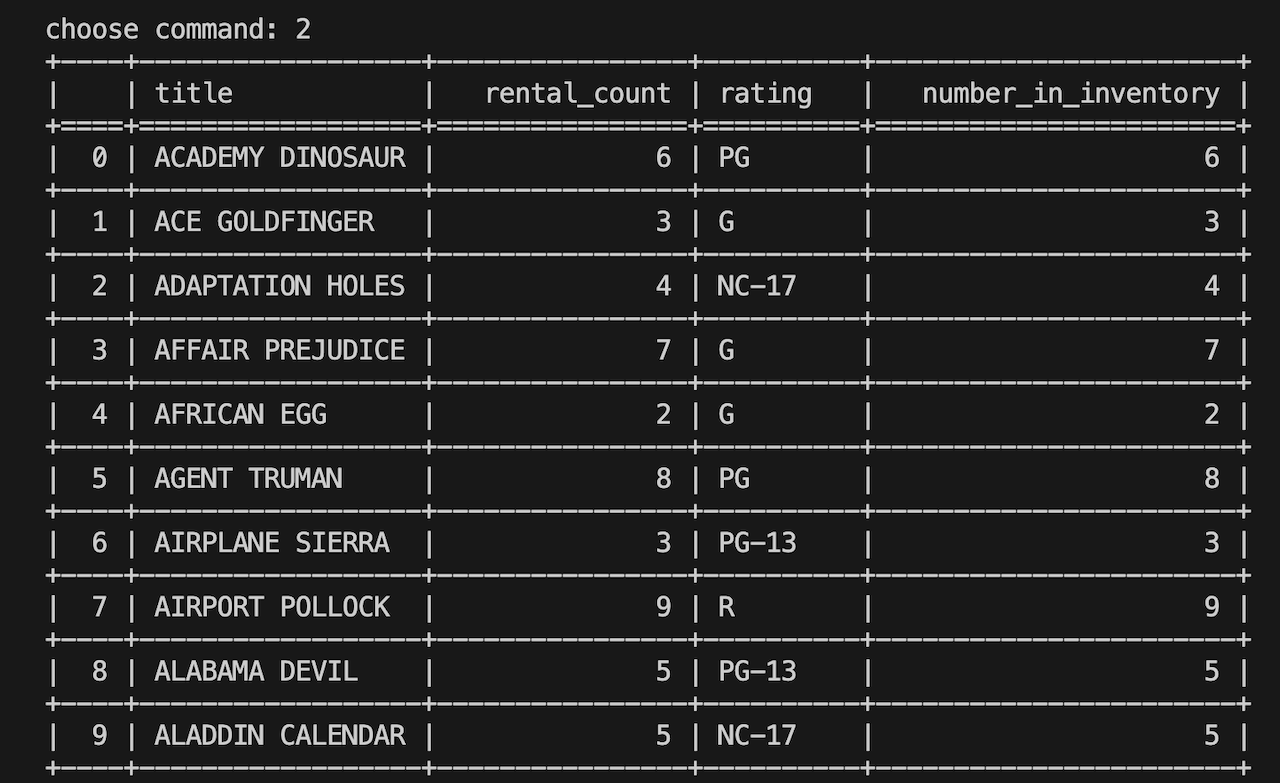 choose command: 2
+----+------------------+----------------+----------+-----------------------+
|    | title            |   rental_count | rating   |   number_in_inventory |
+====+==================+================+==========+=======================+
|  0 | ACADEMY DINOSAUR |              6 | PG       |                     6 |
+----+------------------+----------------+----------+-----------------------+
|  1 | ACE GOLDFINGER   |              3 | G        |                     3 |
+----+------------------+----------------+----------+-----------------------+
|  2 | ADAPTATION HOLES |              4 | NC-17    |                     4 |
+----+------------------+----------------+----------+-----------------------+
|  3 | AFFAIR PREJUDICE |              7 | G        |                     7 |
+----+------------------+----------------+----------+-----------------------+
|  4 | AFRICAN EGG      |              2 | G        |                     2 |
+----+------------------+----------------+----------+-----------------------+
|  5 | AGENT TRUMAN     |              8 | PG       |                     8 |
+----+------------------+----------------+----------+-----------------------+
|  6 | AIRPLANE SIERRA  |              3 | PG-13    |                     3 |
+----+------------------+----------------+----------+-----------------------+
|  7 | AIRPORT POLLOCK  |              9 | R        |                     9 |
+----+------------------+----------------+----------+-----------------------+
|  8 | ALABAMA DEVIL    |              5 | PG-13    |                     5 |
+----+------------------+----------------+----------+-----------------------+
|  9 | ALADDIN CALENDAR |              5 | NC-17    |                     5 |
+----+------------------+----------------+----------+-----------------------+